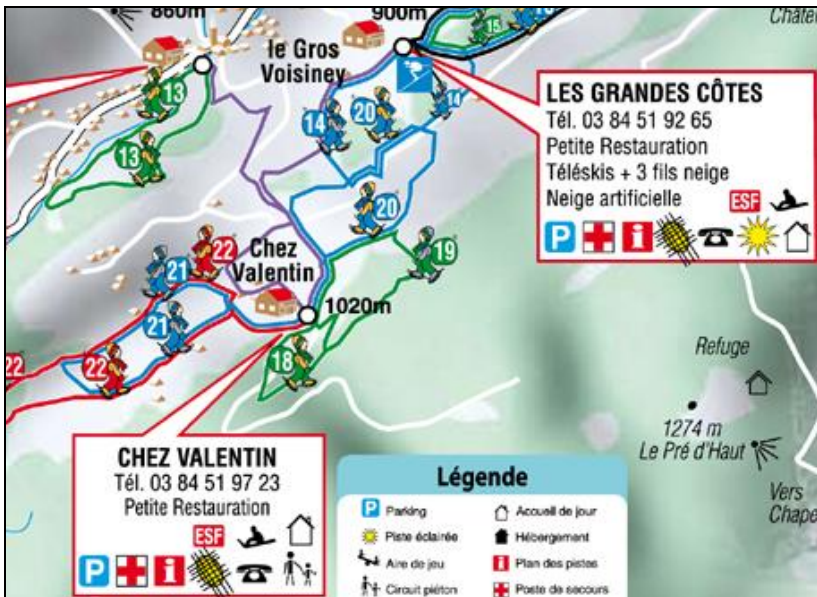 860m
900m
15
Châte
le Gros
Voisiney
13
13
14
20
14
20
19
LES GRANDES CÔTES
Tél. 03 84 51 92 65
Petite Restauration
Téléskis + 3 fils neige
Neige artificielle
ESF
P
i
22
21
Chez
Valentin
1020m
21
22
22
18
Refuge
1274 m
Le Pré d'Haut
Vers
Chape
CHEZ VALENTIN
Tél. 03 84 51 97 23
Petite Restauration
ESF
P
i
Légende
P Parking
Accueil de jour
Piste éclairée
Hébergement
Aire de jeu
i Plan des pistes
Circuit piéton
Poste de secours